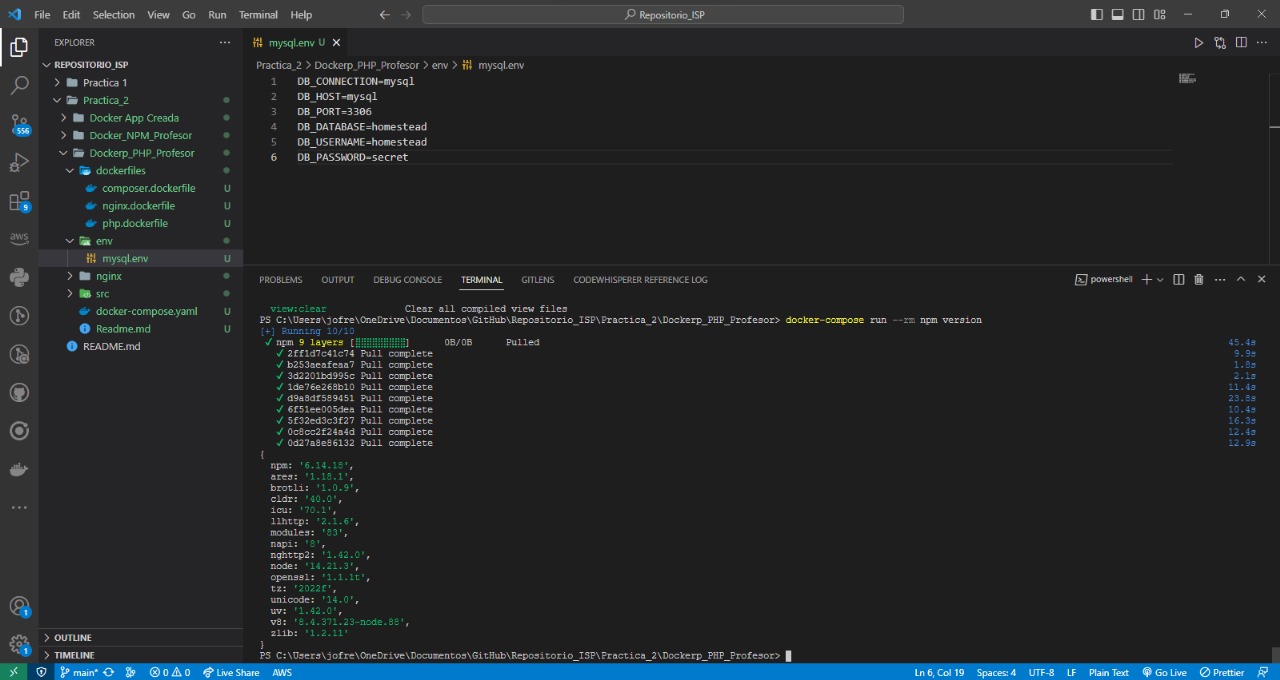 File Edit Selection View Go Run Terminal Help
Repositorio_ISP
EXPLORER
REPOSITORIO_ISP
Practica 1
Practica_2
Docker App Creada
Docker_NPM_Profesor
Dockerp_PHP_Profesor
dockerfiles
composer.dockerfile U
nginx.dockerfile U
php.dockerfile U
env
mysql.env U
nginx
src
docker-compose.yaml U
Readme.md U
README.md
OUTLINE
TIMELINE
556
9
aws
1
1
mysql.env U
Practica_2 > Dockerp_PHP_Profesor > env > mysql.env
1 DB_CONNECTION=mysql
2 DB_HOST=mysql
3 DB_PORT=3306
4 DB_DATABASE=homestead
5 DB_USERNAME=homestead
6 DB_PASSWORD=secret
PROBLEMS OUTPUT DEBUG CONSOLE TERMINAL GITLENS CODEWHISPERER REFERENCE LOG
powershell
view:clear Clear all compiled view files
PS C:\Users\jofre\OneDrive\Documentos\GitHub\Repositorio_ISP\Practica_2\Dockerp_PHP_Profesor> docker-compose run --rm npm version
[+] Running 10/10
✓ npm 9 layers [⣿⣿⣿⣿⣿⣿⣿⣿⣿] 0B/0B Pulled 45.4s
✓ 2ff1d7c41c74 Pull complete 9.9s
✓ b253aeafeaa7 Pull complete 1.8s
✓ 3d2201bd995c Pull complete 2.1s
✓ 1de76e268b10 Pull complete 11.4s
✓ d9a8df589451 Pull complete 23.8s
✓ 6f51ee005dea Pull complete 10.4s
✓ 5f32ed3c3f27 Pull complete 16.3s
✓ 0c8cc2f24a4d Pull complete 12.4s
✓ 0d27a8e86132 Pull complete 12.9s
{
npm: '6.14.18',
ares: '1.18.1',
brotli: '1.0.9',
cldr: '40.0',
icu: '70.1',
llhttp: '2.1.6',
modules: '83',
napi: '8',
nghttp2: '1.42.0',
node: '14.21.3',
openssl: '1.1.1t',
tz: '2022f',
unicode: '14.0',
uv: '1.42.0',
v8: '8.4.371.23-node.88',
zlib: '1.2.11'
}
PS C:\Users\jofre\OneDrive\Documentos\GitHub\Repositorio_ISP\Practica_2\Dockerp_PHP_Profesor>
main* 0 0 Live Share AWS
Ln 6, Col 19 Spaces: 4 UTF-8 LF Plain Text Go Live Prettier